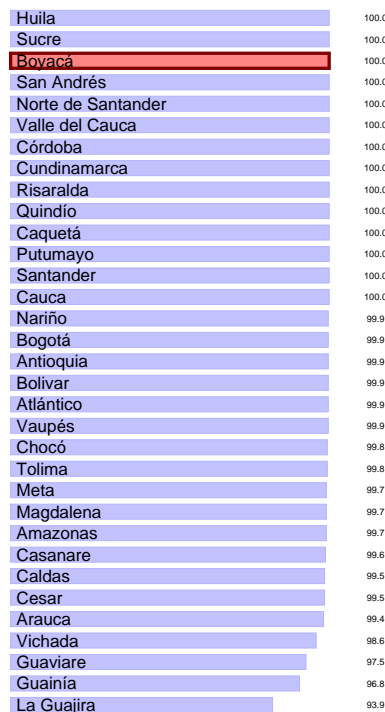 Huila 100.0
Sucre 100.0
Boyacá 100.0
San Andrés 100.0
Norte de Santander 100.0
Valle del Cauca 100.0
Córdoba 100.0
Cundinamarca 100.0
Risaralda 100.0
Quindío 100.0
Caquetá 100.0
Putumayo 100.0
Santander 100.0
Cauca 100.0
Nariño 99.9
Bogotá 99.9
Antioquia 99.9
Bolivar 99.9
Atlántico 99.9
Vaupés 99.9
Chocó 99.8
Tolima 99.8
Meta 99.7
Magdalena 99.7
Amazonas 99.7
Casanare 99.6
Caldas 99.5
Cesar 99.5
Arauca 99.4
Vichada 98.6
Guaviare 97.5
Guainía 96.8
La Guajira 93.9